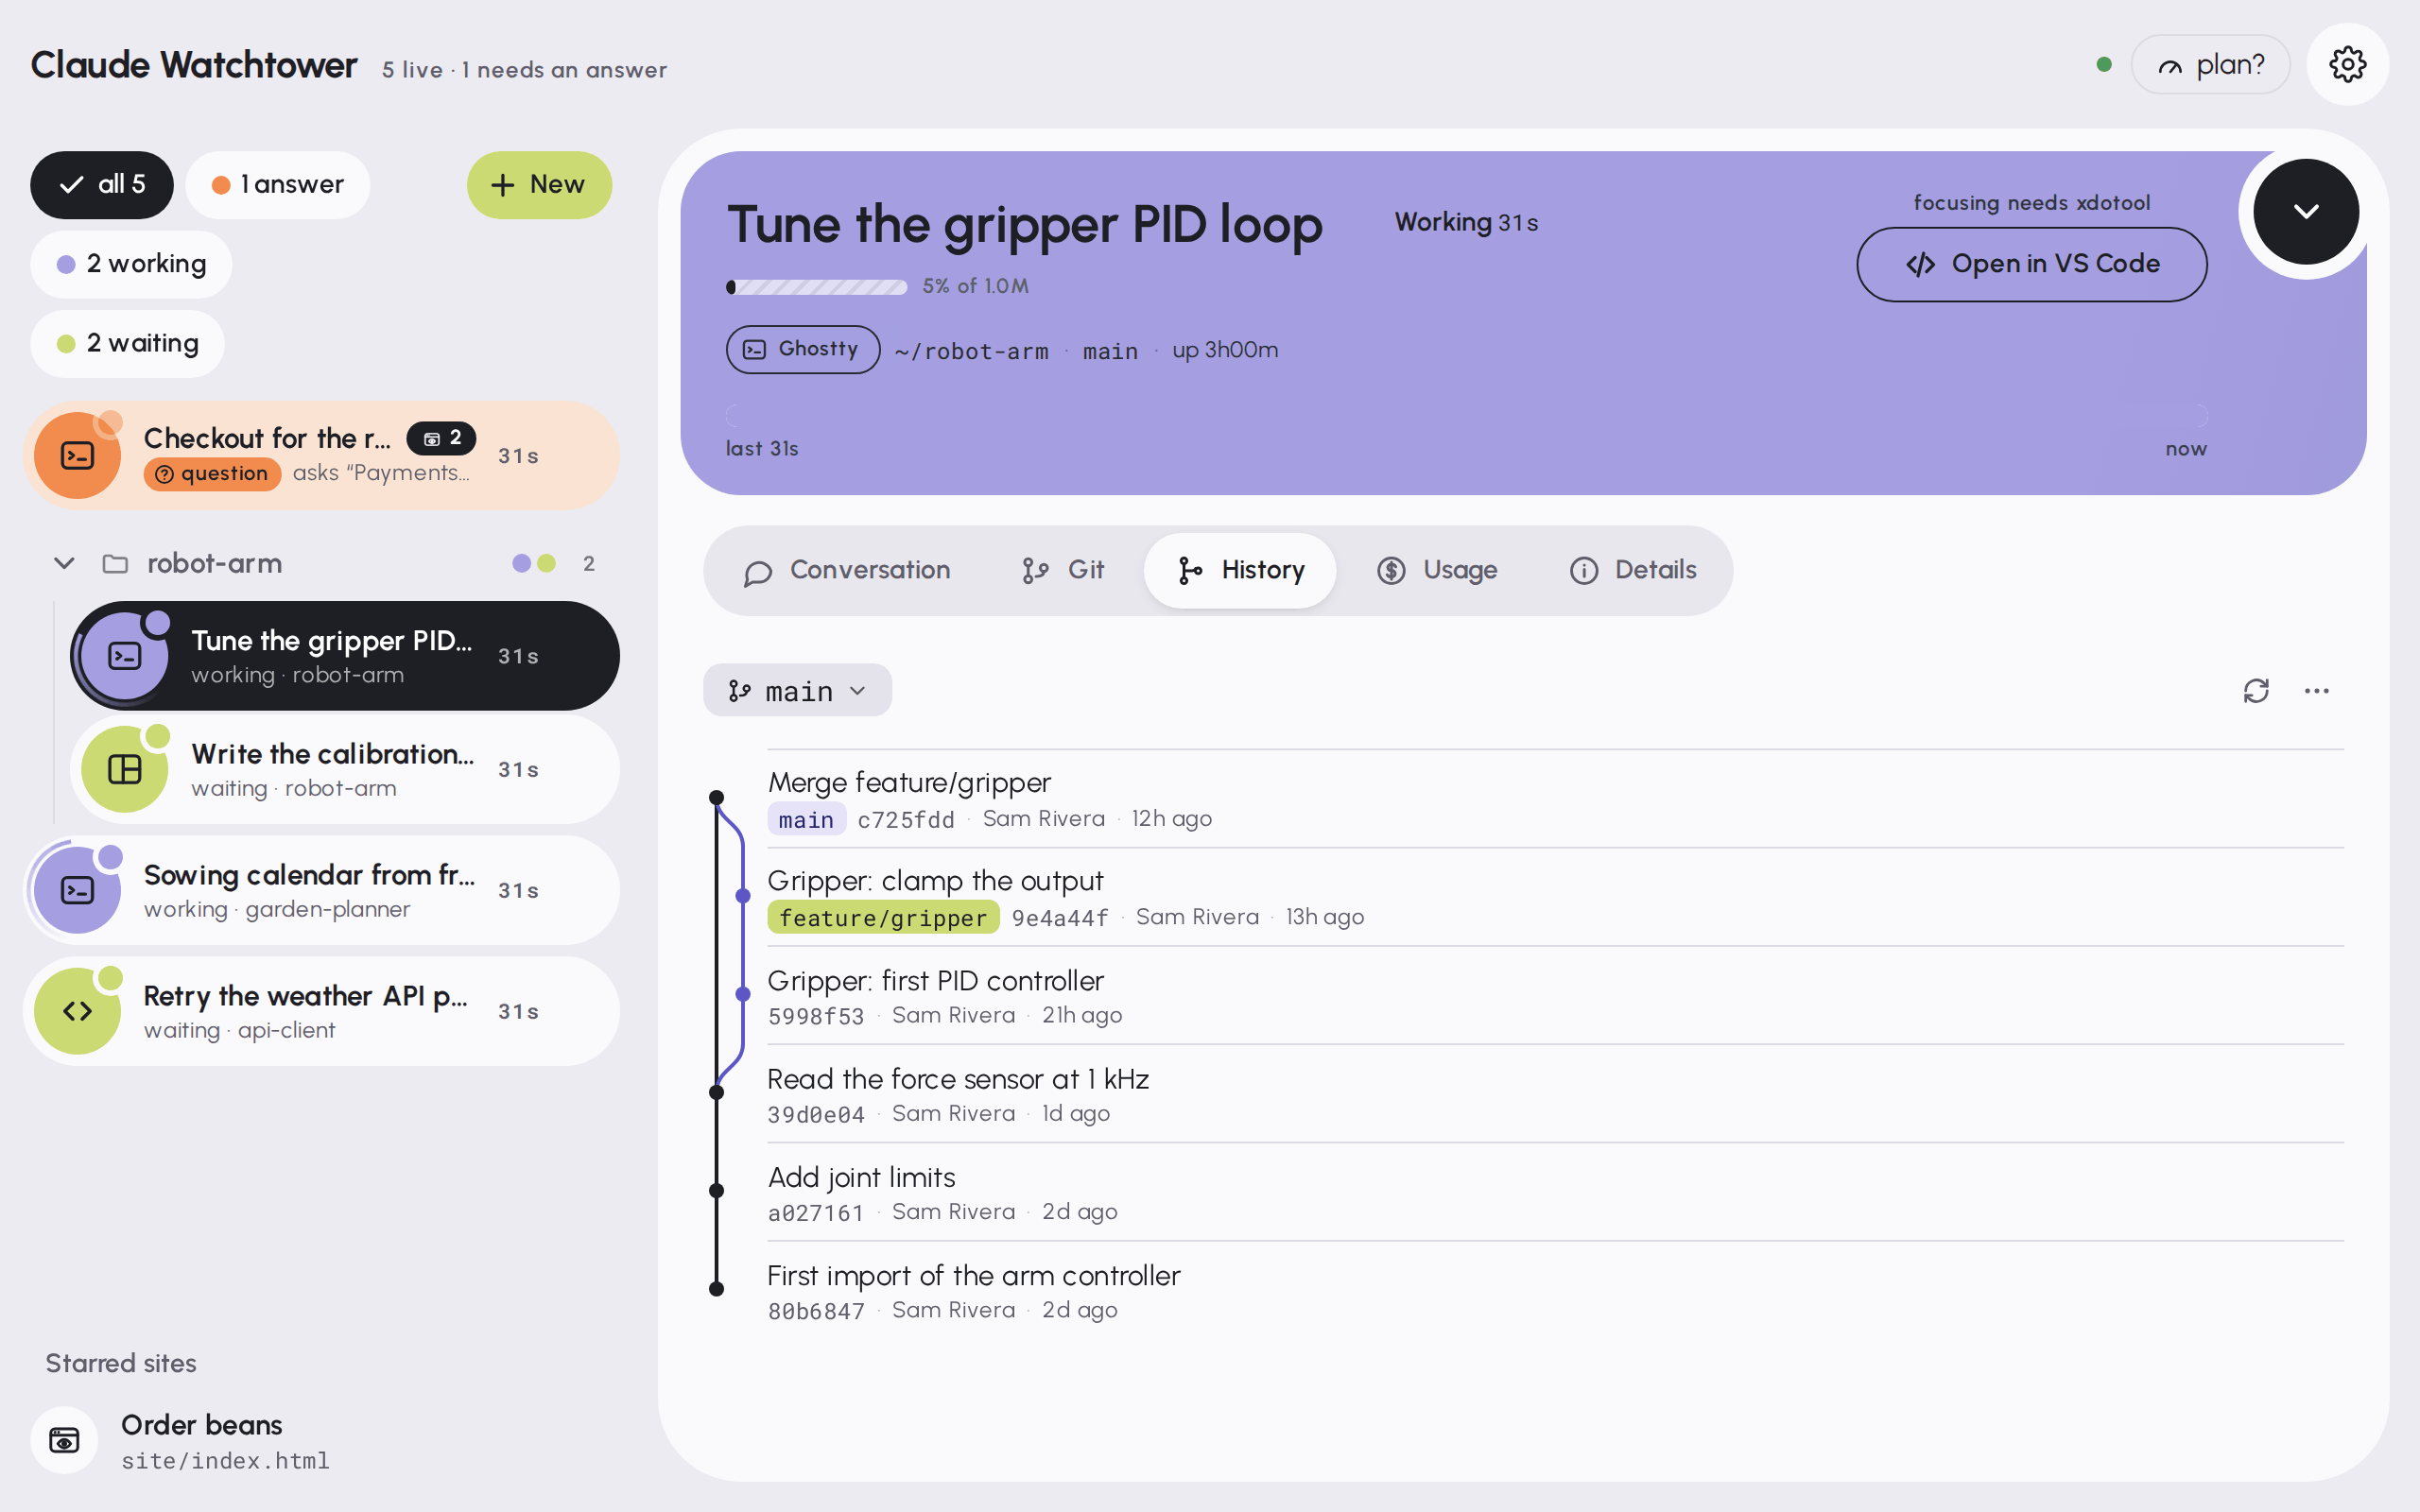 Claude Watchtower
5 live · 1 needs an answer
plan?
all 5
1 answer
New
2 working
2 waiting
Checkout for the r...
2
31s
question
asks “Payments...
robot-arm
2
Tune the gripper PID...
31s
working · robot-arm
Write the calibration...
31s
waiting · robot-arm
Sowing calendar from fr...
31s
working · garden-planner
Retry the weather API p...
31s
waiting · api-client
Starred sites
Order beans
site/index.html
Tune the gripper PID loop
Working 31s
focusing needs xdotool
Open in VS Code
5% of 1.0M
Ghostty
~/robot-arm · main · up 3h00m
last 31s
now
Conversation
Git
History
Usage
Details
main
Merge feature/gripper
main c725fdd · Sam Rivera · 12h ago
Gripper: clamp the output
feature/gripper 9e4a44f · Sam Rivera · 13h ago
Gripper: first PID controller
5998f53 · Sam Rivera · 21h ago
Read the force sensor at 1 kHz
39d0e04 · Sam Rivera · 1d ago
Add joint limits
a027161 · Sam Rivera · 2d ago
First import of the arm controller
80b6847 · Sam Rivera · 2d ago